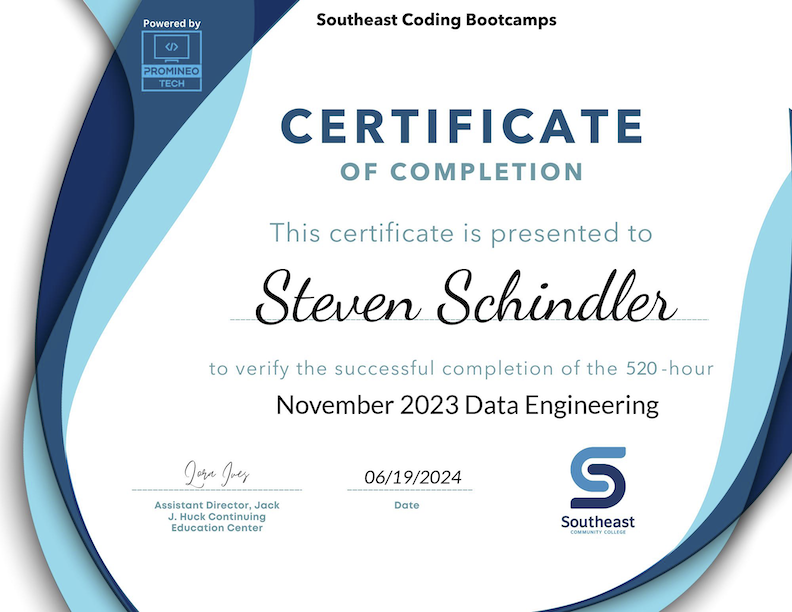 Powered by
Southeast Coding Bootcamps
</>
PROMINEO
TECH
CERTIFICATE
OF COMPLETION
This certificate is presented to
Steven Schindler
to verify the successful completion of the 520-hour
November 2023 Data Engineering
Lora Ives
06/19/2024
Assistant Director, Jack
J. Huck Continuing
Education Center
Date
Southeast
COMMUNITY COLLEGE